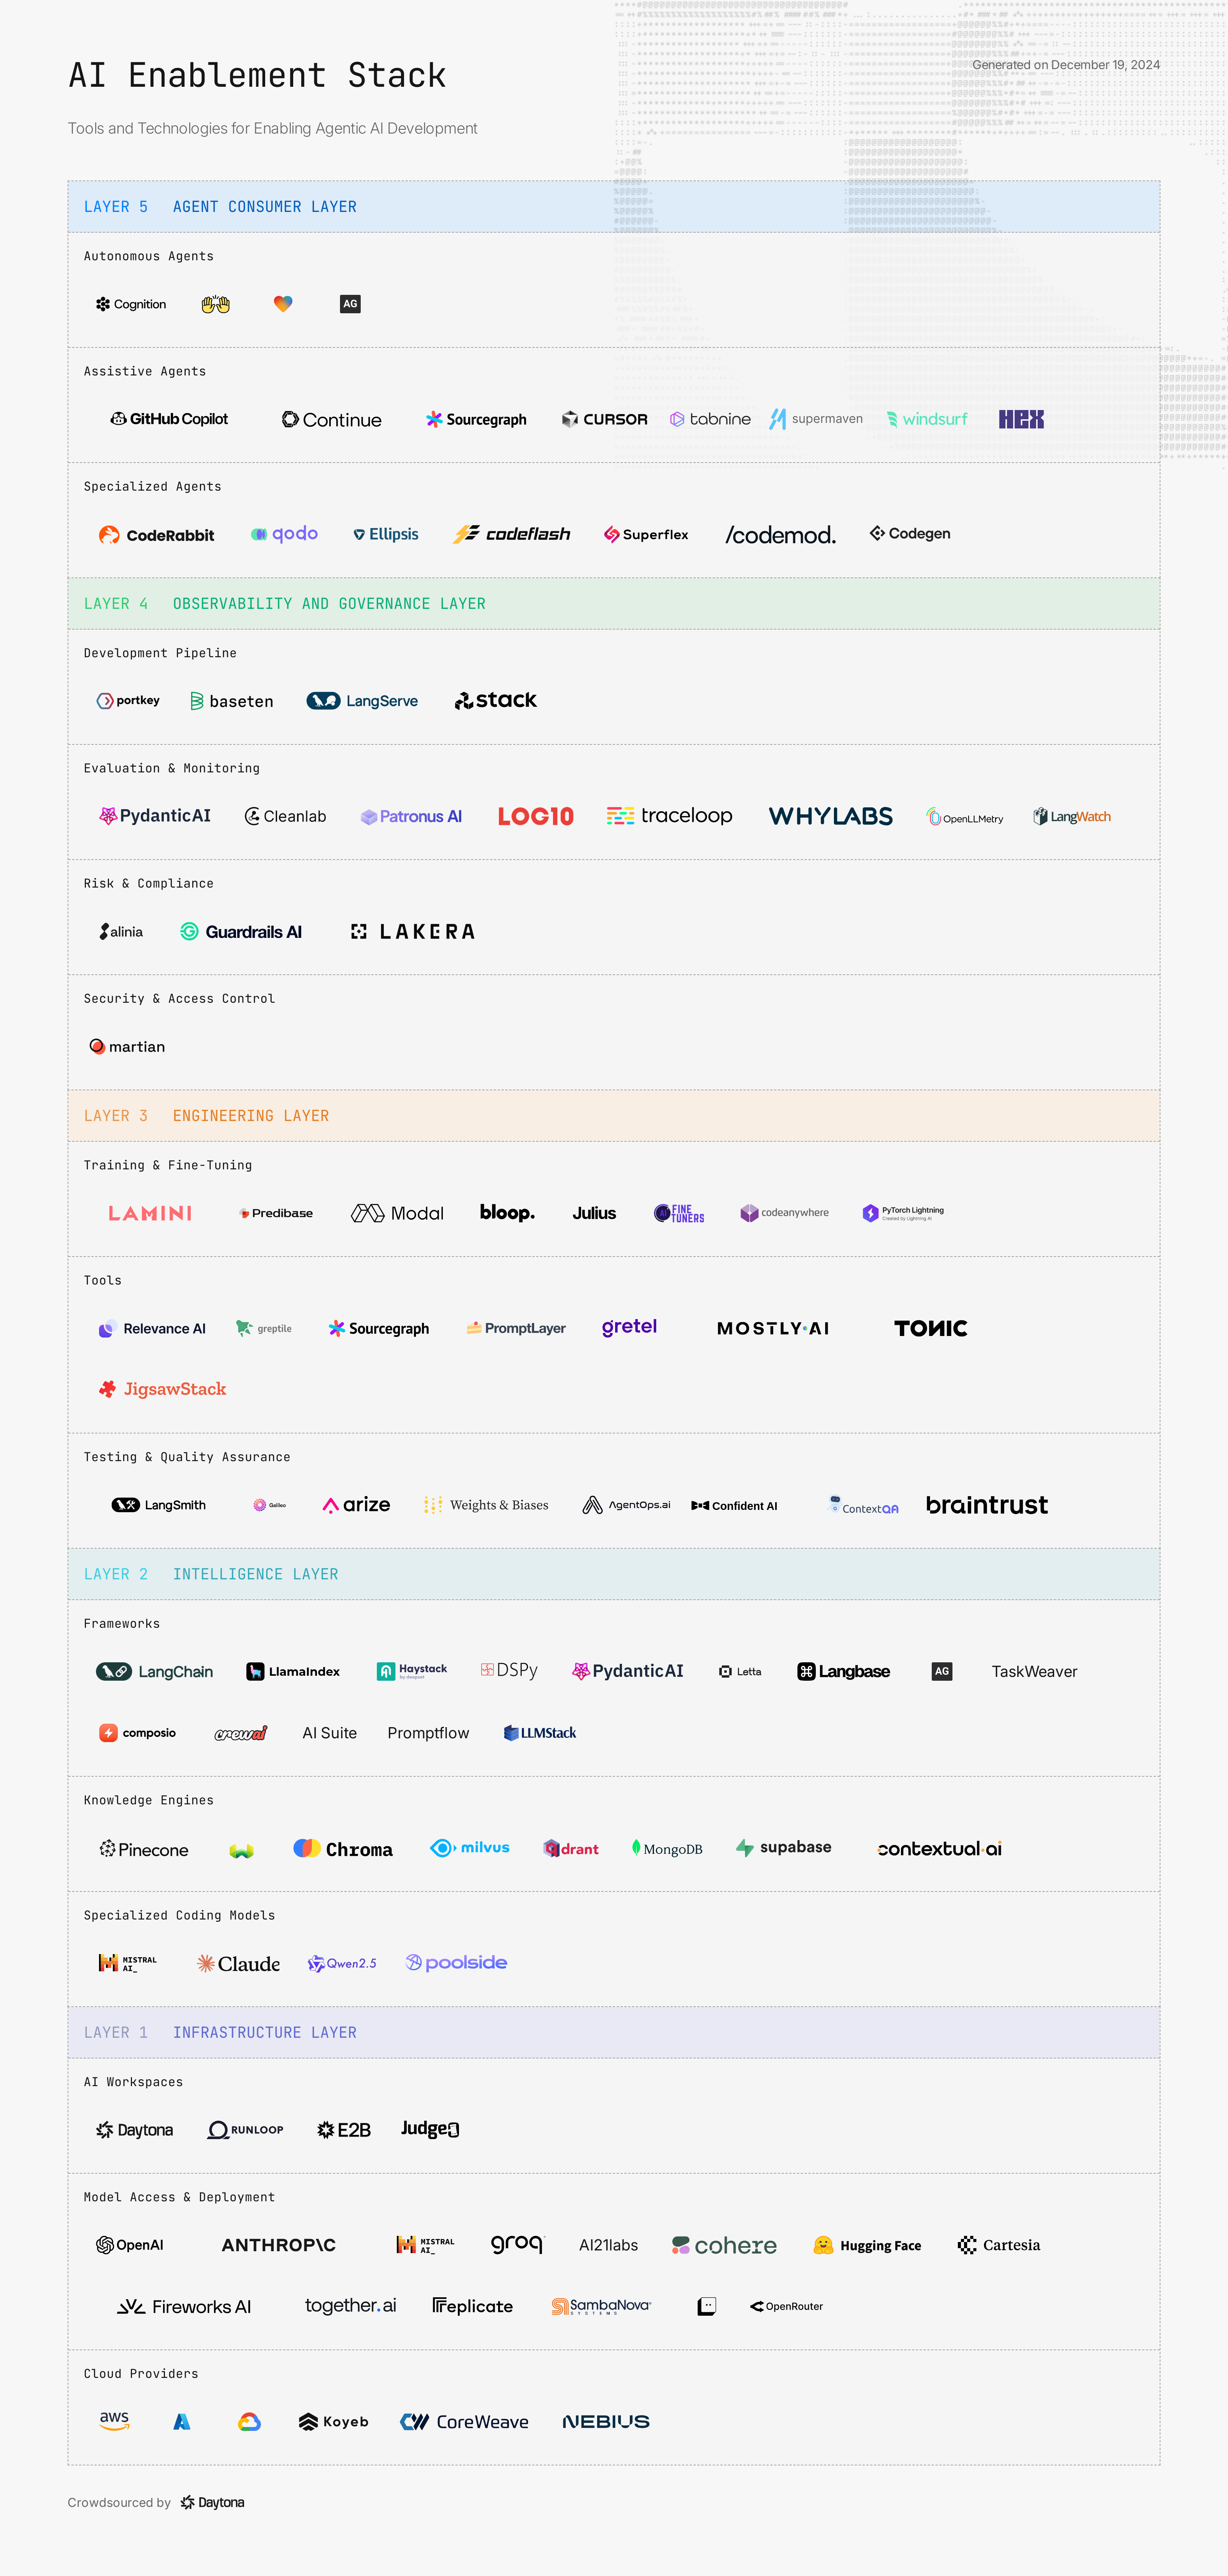 AI Enablement Stack
Generated on December 19, 2024
Tools and Technologies for Enabling Agentic AI Development
LAYER 5 AGENT CONSUMER LAYER
Autonomous Agents
Cognition AG
Assistive Agents
GitHub Copilot Continue Sourcegraph CURSOR tabnine supermaven windsurf HEX
Specialized Agents
CodeRabbit qodo Ellipsis codeflash Superflex /codemod. Codegen
LAYER 4 OBSERVABILITY AND GOVERNANCE LAYER
Development Pipeline
portkey baseten LangServe stack
Evaluation & Monitoring
PydanticAI Cleanlab Patronus AI LOG10 traceloop WHYLABS OpenLLMetry LangWatch
Risk & Compliance
alinia Guardrails AI LAKERA
Security & Access Control
martian
LAYER 3 ENGINEERING LAYER
Training & Fine-Tuning
LAMINI Predibase Modal bloop. Julius AI FINE TUNERS codeanywhere PyTorch Lightning
Created by Lightning AI
Tools
Relevance AI greptile Sourcegraph PromptLayer gretel MOSTLY·AI TONIC
JigsawStack
Testing & Quality Assurance
LangSmith Galileo arize Weights & Biases AgentOps.ai Confident AI ContextQA braintrust
LAYER 2 INTELLIGENCE LAYER
Frameworks
LangChain LlamaIndex Haystack by deepset DSPy PydanticAI Letta Langbase AG TaskWeaver
composio crewai AI Suite Promptflow LLMStack
Knowledge Engines
Pinecone Chroma milvus qdrant MongoDB supabase contextual·ai
Specialized Coding Models
MISTRAL AI_ Claude Qwen2.5 poolside
LAYER 1 INFRASTRUCTURE LAYER
AI Workspaces
Daytona RUNLOOP E2B Judge0
Model Access & Deployment
OpenAI ANTHROP\C MISTRAL AI_ groq AI21labs cohere Hugging Face Cartesia
Fireworks AI together.ai Replicate SambaNova SYSTEMS OpenRouter
Cloud Providers
aws Koyeb CoreWeave NEBIUS
Crowdsourced by Daytona